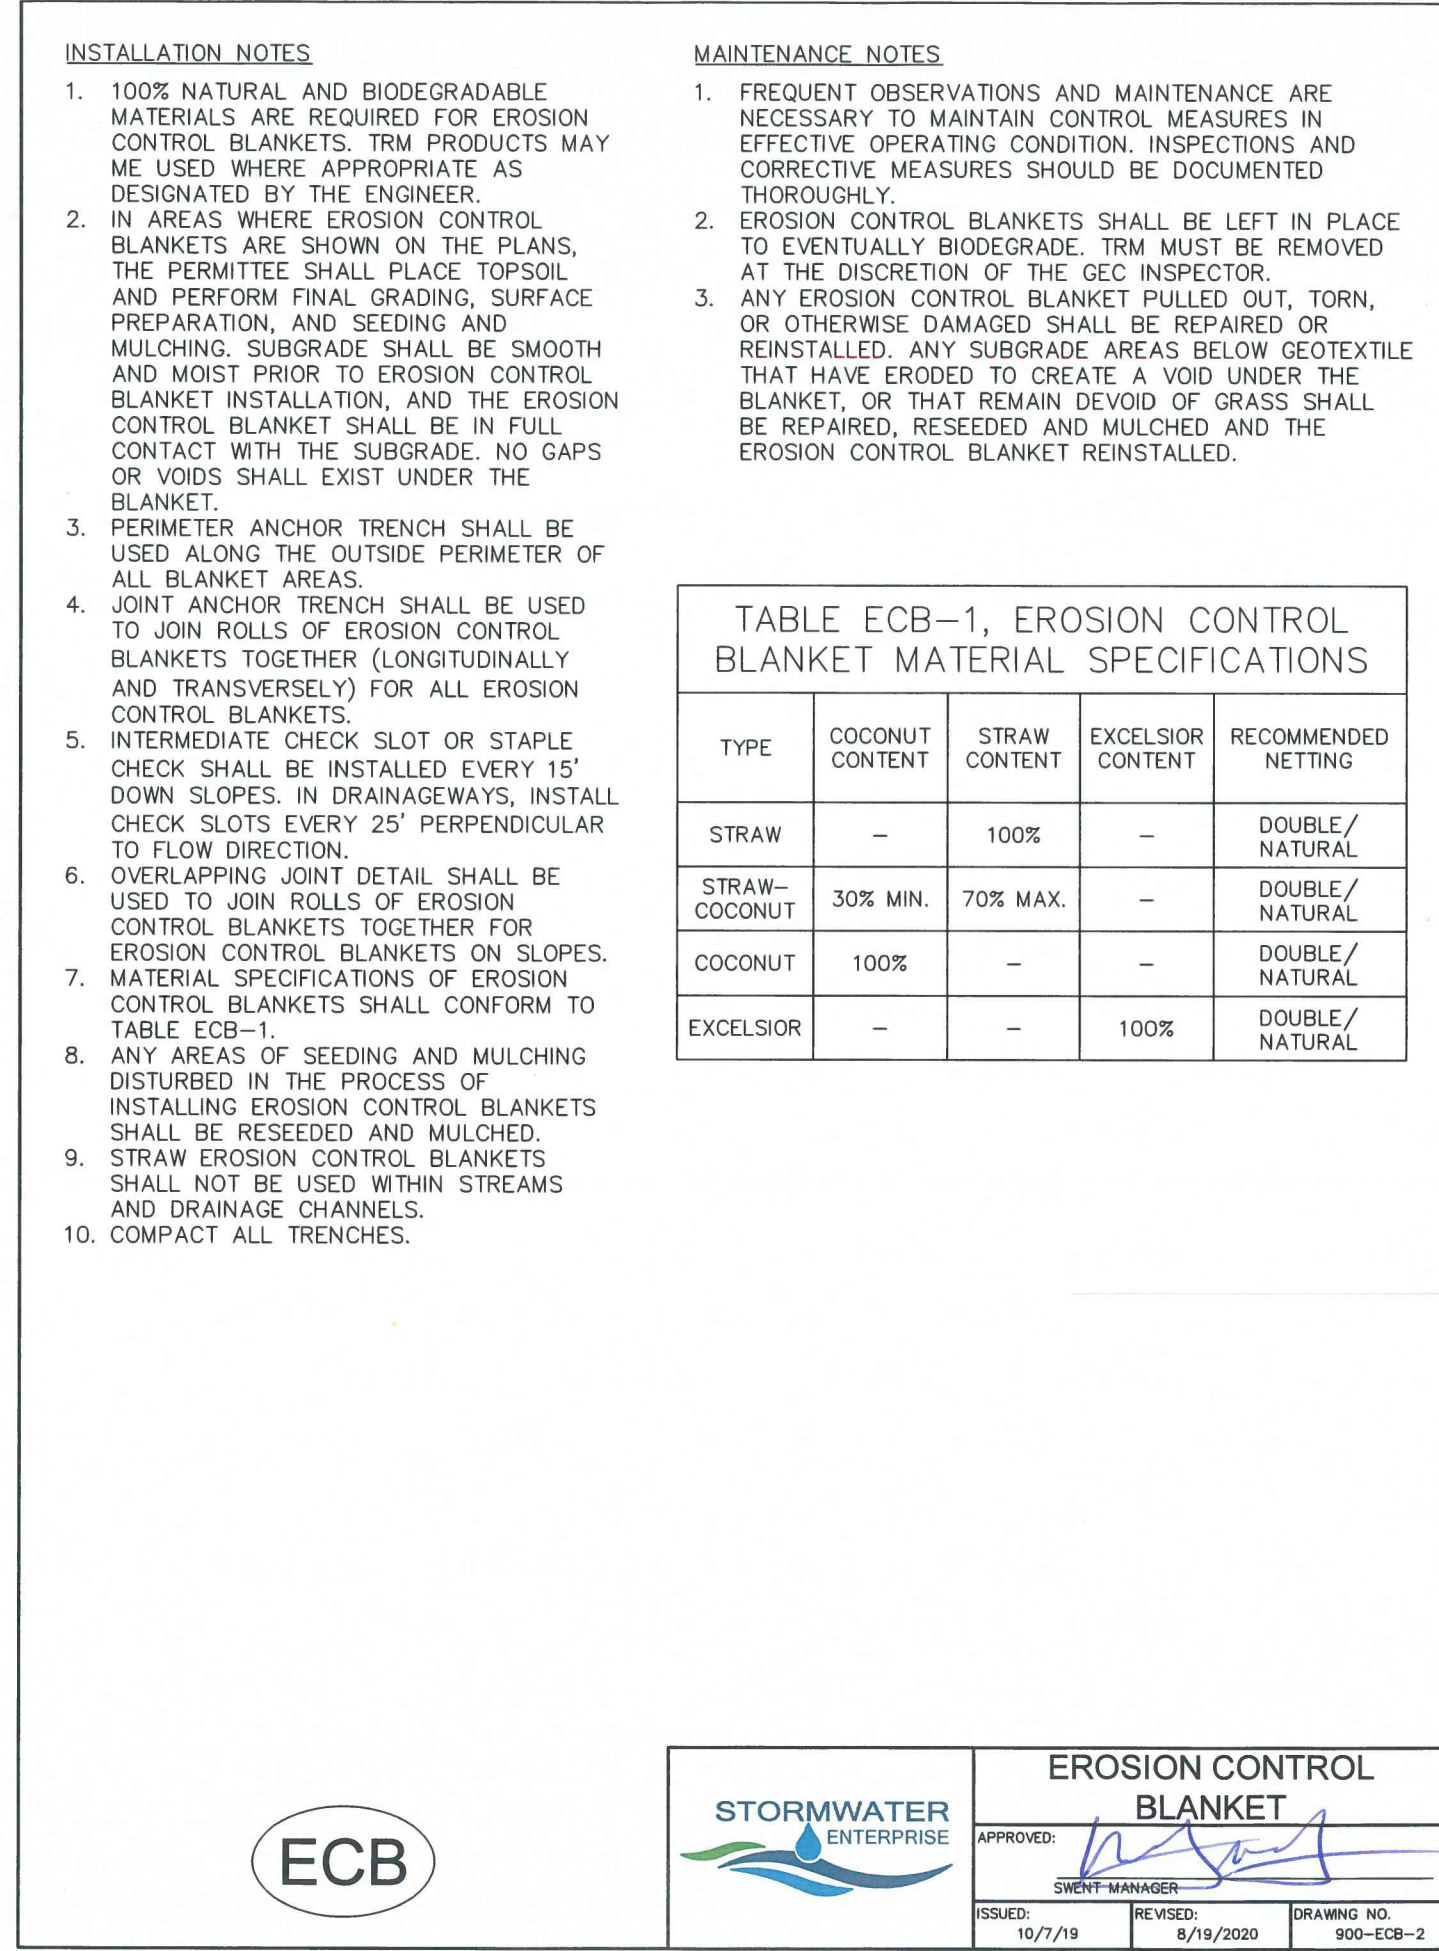 INSTALLATION NOTES
1. 100% NATURAL AND BIODEGRADABLE
MATERIALS ARE REQUIRED FOR EROSION
CONTROL BLANKETS. TRM PRODUCTS MAY
ME USED WHERE APPROPRIATE AS
DESIGNATED BY THE ENGINEER.
2. IN AREAS WHERE EROSION CONTROL
BLANKETS ARE SHOWN ON THE PLANS,
THE PERMITTEE SHALL PLACE TOPSOIL
AND PERFORM FINAL GRADING, SURFACE
PREPARATION, AND SEEDING AND
MULCHING. SUBGRADE SHALL BE SMOOTH
AND MOIST PRIOR TO EROSION CONTROL
BLANKET INSTALLATION, AND THE EROSION
CONTROL BLANKET SHALL BE IN FULL
CONTACT WITH THE SUBGRADE. NO GAPS
OR VOIDS SHALL EXIST UNDER THE
BLANKET.
3. PERIMETER ANCHOR TRENCH SHALL BE
USED ALONG THE OUTSIDE PERIMETER OF
ALL BLANKET AREAS.
4. JOINT ANCHOR TRENCH SHALL BE USED
TO JOIN ROLLS OF EROSION CONTROL
BLANKETS TOGETHER (LONGITUDINALLY
AND TRANSVERSELY) FOR ALL EROSION
CONTROL BLANKETS.
5. INTERMEDIATE CHECK SLOT OR STAPLE
CHECK SHALL BE INSTALLED EVERY 15'
DOWN SLOPES. IN DRAINAGEWAYS, INSTALL
CHECK SLOTS EVERY 25' PERPENDICULAR
TO FLOW DIRECTION.
6. OVERLAPPING JOINT DETAIL SHALL BE
USED TO JOIN ROLLS OF EROSION
CONTROL BLANKETS TOGETHER FOR
EROSION CONTROL BLANKETS ON SLOPES.
7. MATERIAL SPECIFICATIONS OF EROSION
CONTROL BLANKETS SHALL CONFORM TO
TABLE ECB-1.
8. ANY AREAS OF SEEDING AND MULCHING
DISTURBED IN THE PROCESS OF
INSTALLING EROSION CONTROL BLANKETS
SHALL BE RESEEDED AND MULCHED.
9. STRAW EROSION CONTROL BLANKETS
SHALL NOT BE USED WITHIN STREAMS
AND DRAINAGE CHANNELS.
10. COMPACT ALL TRENCHES.
MAINTENANCE NOTES
1. FREQUENT OBSERVATIONS AND MAINTENANCE ARE
NECESSARY TO MAINTAIN CONTROL MEASURES IN
EFFECTIVE OPERATING CONDITION. INSPECTIONS AND
CORRECTIVE MEASURES SHOULD BE DOCUMENTED
THOROUGHLY.
2. EROSION CONTROL BLANKETS SHALL BE LEFT IN PLACE
TO EVENTUALLY BIODEGRADE. TRM MUST BE REMOVED
AT THE DISCRETION OF THE GEC INSPECTOR.
3. ANY EROSION CONTROL BLANKET PULLED OUT, TORN,
OR OTHERWISE DAMAGED SHALL BE REPAIRED OR
REINSTALLED. ANY SUBGRADE AREAS BELOW GEOTEXTILE
THAT HAVE ERODED TO CREATE A VOID UNDER THE
BLANKET, OR THAT REMAIN DEVOID OF GRASS SHALL
BE REPAIRED, RESEEDED AND MULCHED AND THE
EROSION CONTROL BLANKET REINSTALLED.
TABLE ECB-1, EROSION CONTROL
BLANKET MATERIAL SPECIFICATIONS
TYPE COCONUT CONTENT STRAW CONTENT EXCELSIOR CONTENT RECOMMENDED NETTING
STRAW - 100% - DOUBLE/ NATURAL
STRAW-COCONUT 30% MIN. 70% MAX. - DOUBLE/ NATURAL
COCONUT 100% - - DOUBLE/ NATURAL
EXCELSIOR - - 100% DOUBLE/ NATURAL
ECB
STORMWATER
ENTERPRISE
EROSION CONTROL
BLANKET
APPROVED:
SWENT MANAGER
ISSUED: 10/7/19
REVISED: 8/19/2020
DRAWING NO. 900-ECB-2